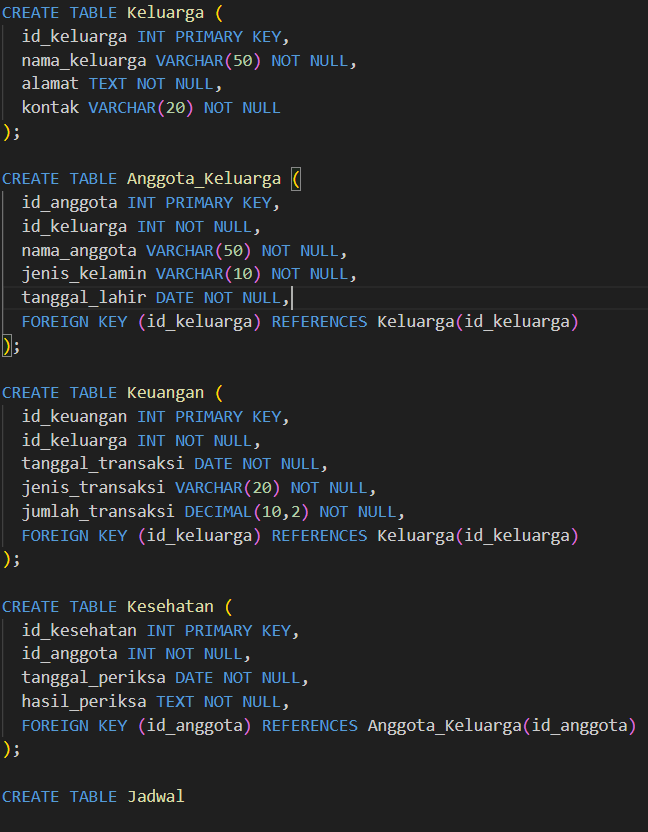 CREATE TABLE Keluarga (
id_keluarga INT PRIMARY KEY,
nama_keluarga VARCHAR(50) NOT NULL,
alamat TEXT NOT NULL,
kontak VARCHAR(20) NOT NULL
);
CREATE TABLE Anggota_Keluarga (
id_anggota INT PRIMARY KEY,
id_keluarga INT NOT NULL,
nama_anggota VARCHAR(50) NOT NULL,
jenis_kelamin VARCHAR(10) NOT NULL,
tanggal_lahir DATE NOT NULL,
FOREIGN KEY (id_keluarga) REFERENCES Keluarga(id_keluarga)
);
CREATE TABLE Keuangan (
id_keuangan INT PRIMARY KEY,
id_keluarga INT NOT NULL,
tanggal_transaksi DATE NOT NULL,
jenis_transaksi VARCHAR(20) NOT NULL,
jumlah_transaksi DECIMAL(10,2) NOT NULL,
FOREIGN KEY (id_keluarga) REFERENCES Keluarga(id_keluarga)
);
CREATE TABLE Kesehatan (
id_kesehatan INT PRIMARY KEY,
id_anggota INT NOT NULL,
tanggal_periksa DATE NOT NULL,
hasil_periksa TEXT NOT NULL,
FOREIGN KEY (id_anggota) REFERENCES Anggota_Keluarga(id_anggota)
);
CREATE TABLE Jadwal